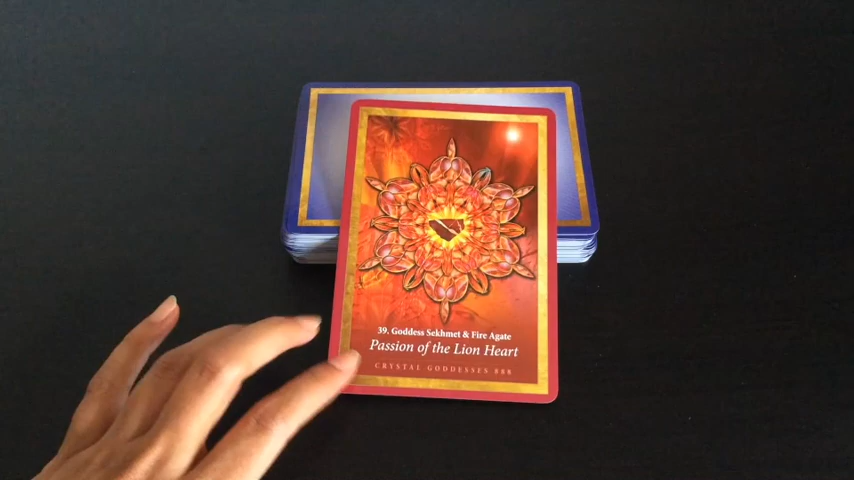 39. Goddess Sekhmet & Fire Agate
Passion of the Lion Heart
CRYSTAL GODDESSES 888